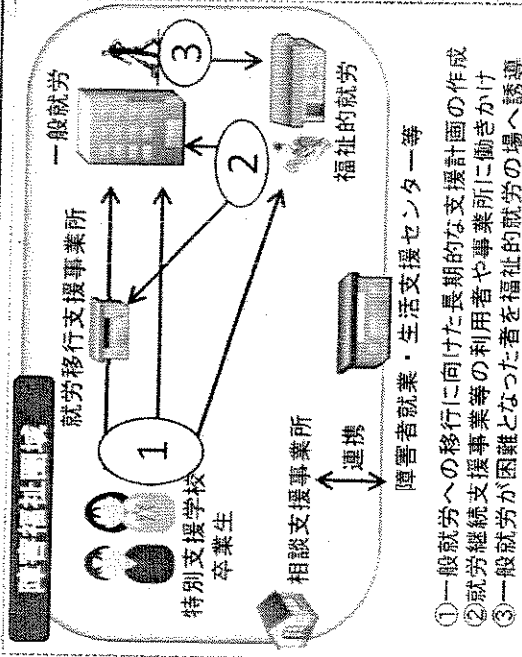 一般就労
就労移行支援事業所
③
②
①
特別支援学校
卒業生
福祉的就労
相談支援事業所
連携
障害者就業・生活支援センター等
①一般就労への移行に向けた長期的な支援計画の作成
②就労継続支援事業等の利用者や事業所に働きかけ
③一般就労が困難となった者を福祉的就労の場へ誘導